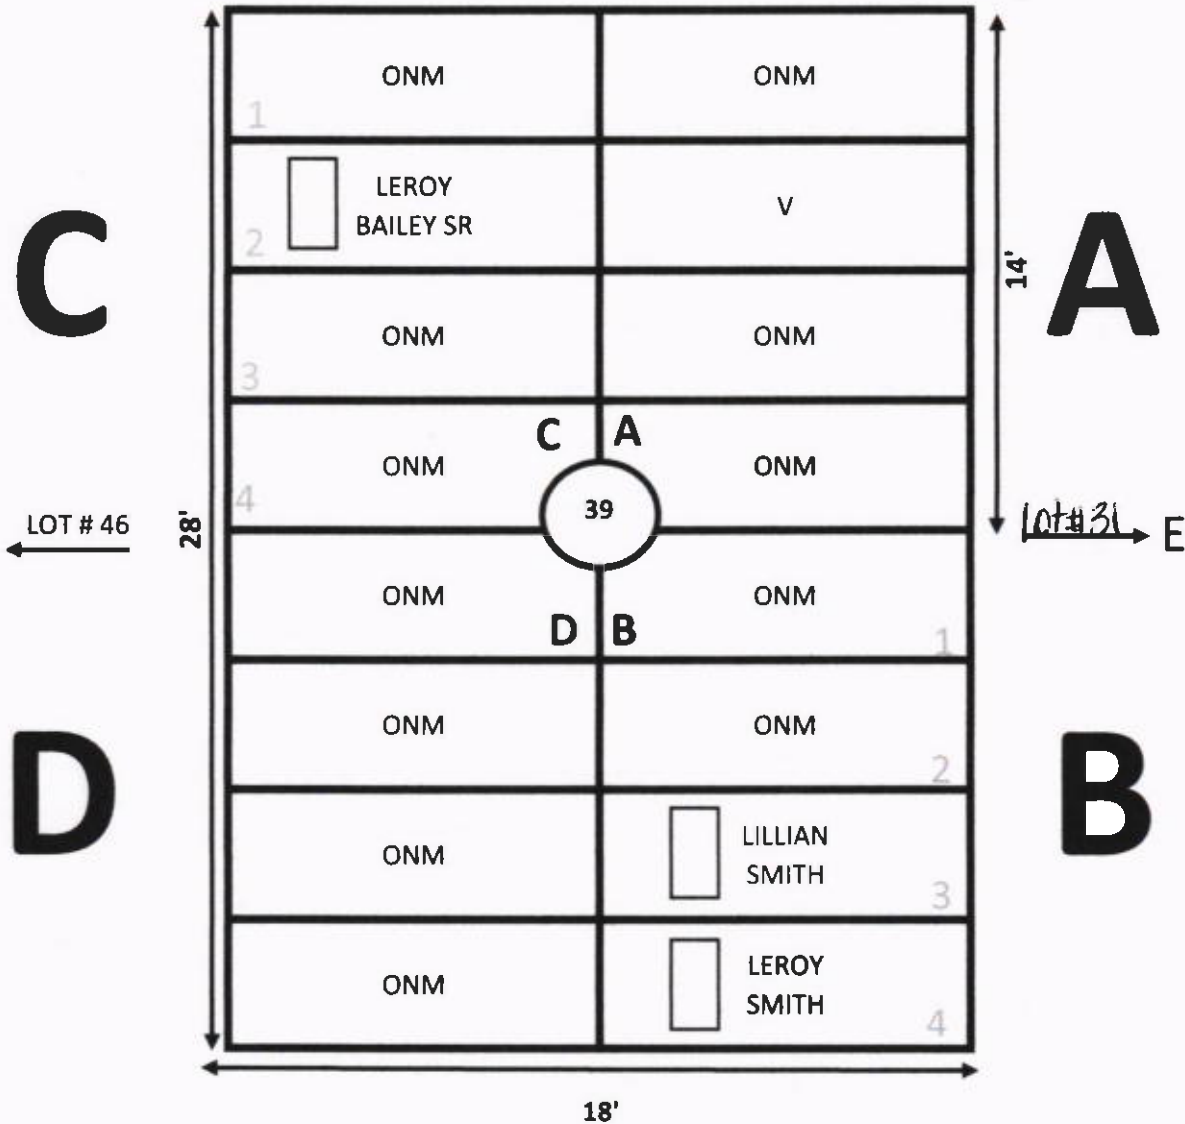 ONM ONM
1
LEROY
BAILEY SR
V
2
C
A
14'
ONM ONM
3
C A
ONM ONM
4
39
LOT # 46
28'
Lot#31
E
ONM ONM
D B
1
ONM ONM
2
D
B
ONM
LILLIAN
SMITH
3
ONM
LEROY
SMITH
4
18'